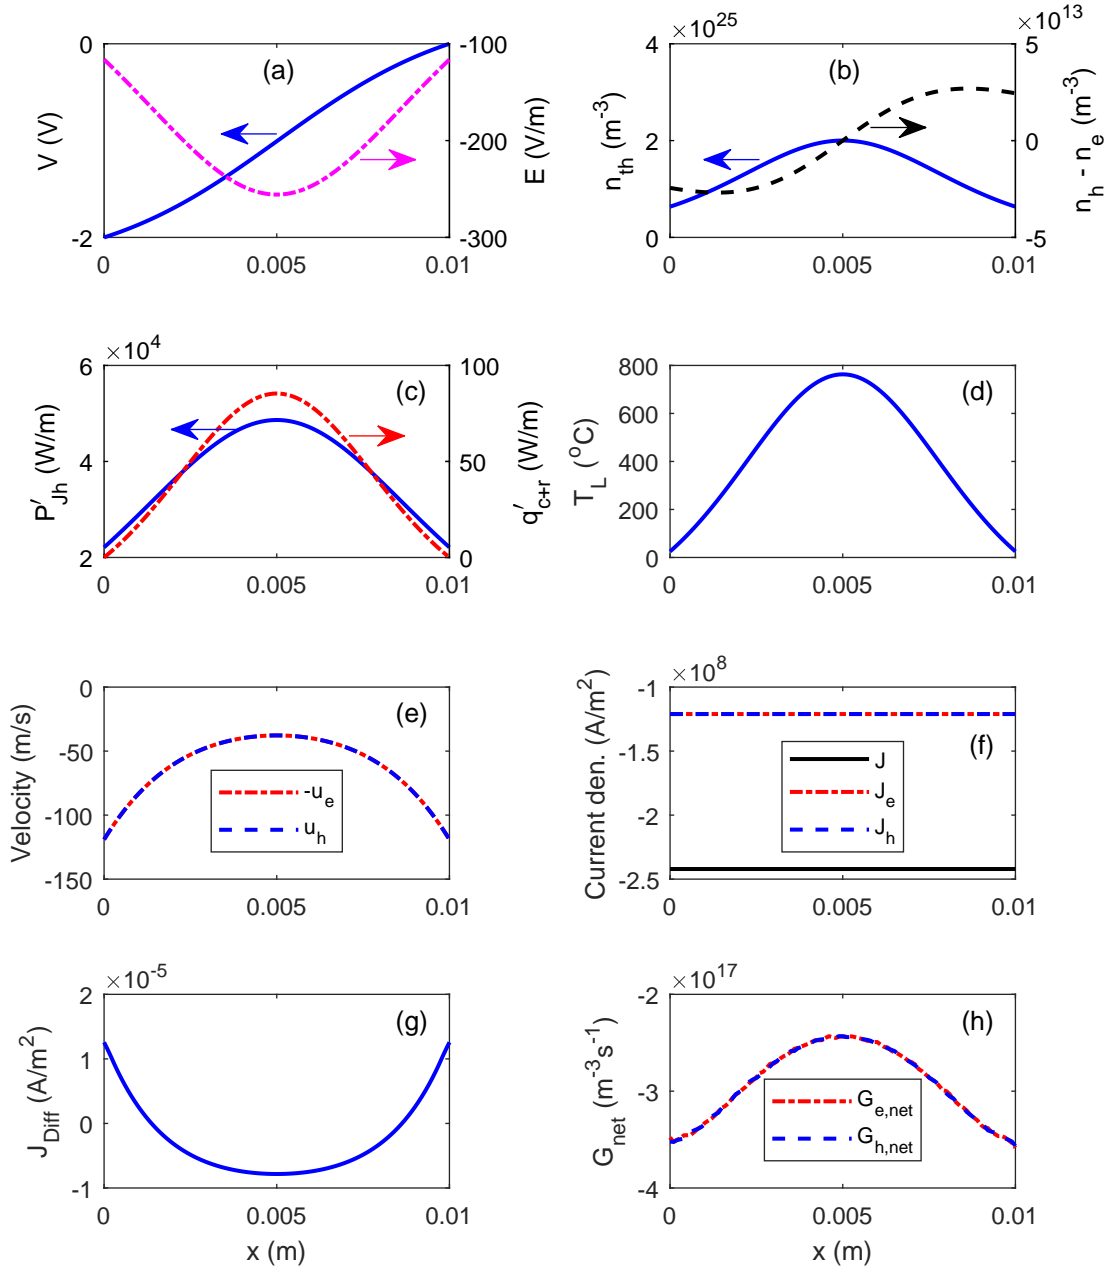 (a)
V (V)
0
-2
E (V/m)
-100
-200
-300
0
0.005
0.01
(b)
×10^25
n_th (m^-3)
4
2
0
×10^13
n_h - n_e (m^-3)
5
0
-5
0
0.005
0.01
(c)
×10^4
P'_Jh (W/m)
6
4
2
q'_c+r (W/m)
100
50
0
0
0.005
0.01
(d)
T_L (°C)
800
600
400
200
0
0
0.005
0.01
(e)
Velocity (m/s)
0
-50
-100
-150
-u_e
u_h
0
0.005
0.01
(f)
×10^8
Current den. (A/m^2)
-1
-1.5
-2
-2.5
J
J_e
J_h
0
0.005
0.01
(g)
×10^-5
J_Diff (A/m^2)
2
1
0
-1
0
0.005
0.01
x (m)
(h)
×10^17
G_net (m^-3s^-1)
-2
-3
-4
G_e,net
G_h,net
0
0.005
0.01
x (m)